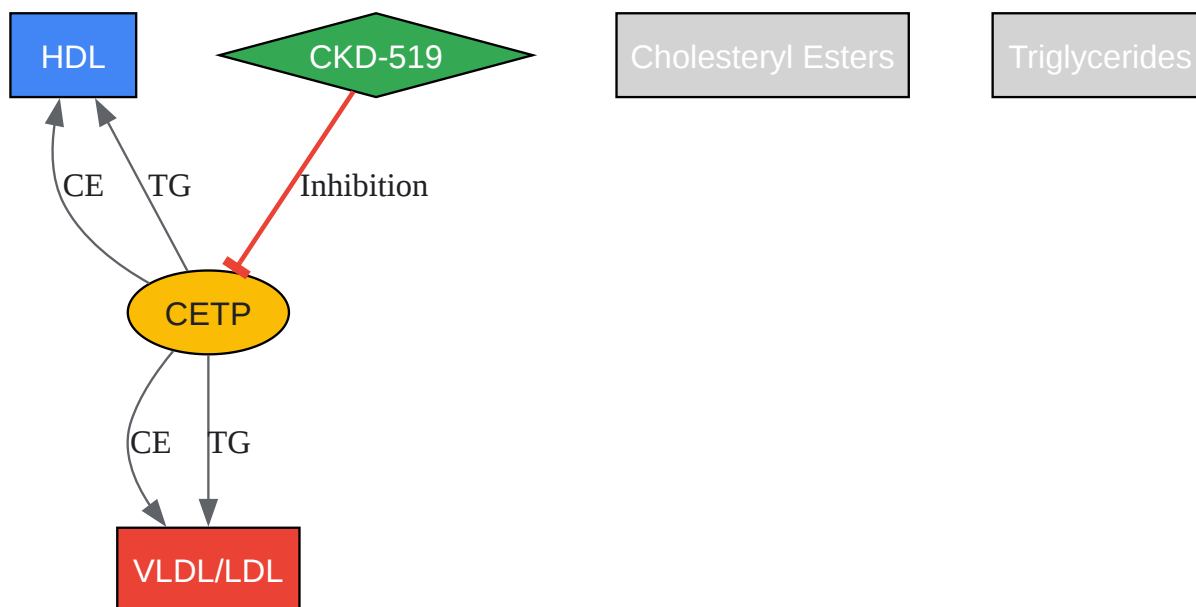 HDL
CKD-519
Cholesteryl Esters
Triglycerides
CE
TG
Inhibition
CETP
CE
TG
VLDL/LDL